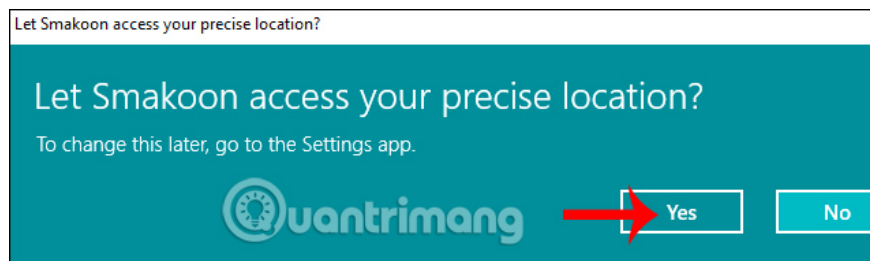 Let Smakoon access your precise location?
Let Smakoon access your precise location?
To change this later, go to the Settings app.
Quantrimang
Yes
No